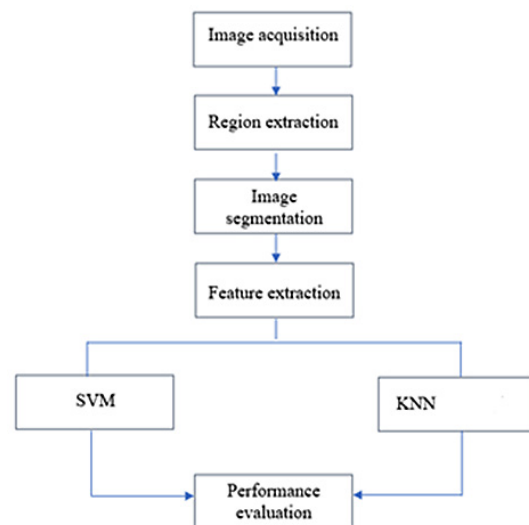 Image acquisition
Region extraction
Image
segmentation
Feature extraction
SVM
KNN
Performance
evaluation